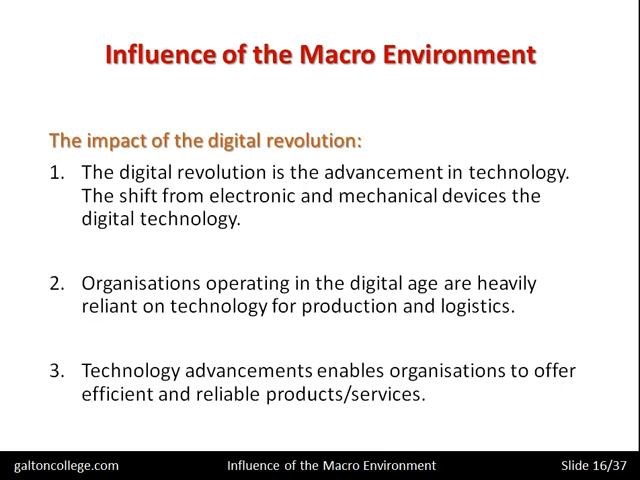 Influence of the Macro Environment
The impact of the digital revolution:
1. The digital revolution is the advancement in technology.
The shift from electronic and mechanical devices the
digital technology.
2. Organisations operating in the digital age are heavily
reliant on technology for production and logistics.
3. Technology advancements enables organisations to offer
efficient and reliable products/services.
galtoncollege.com
Influence of the Macro Environment
Slide 16/37